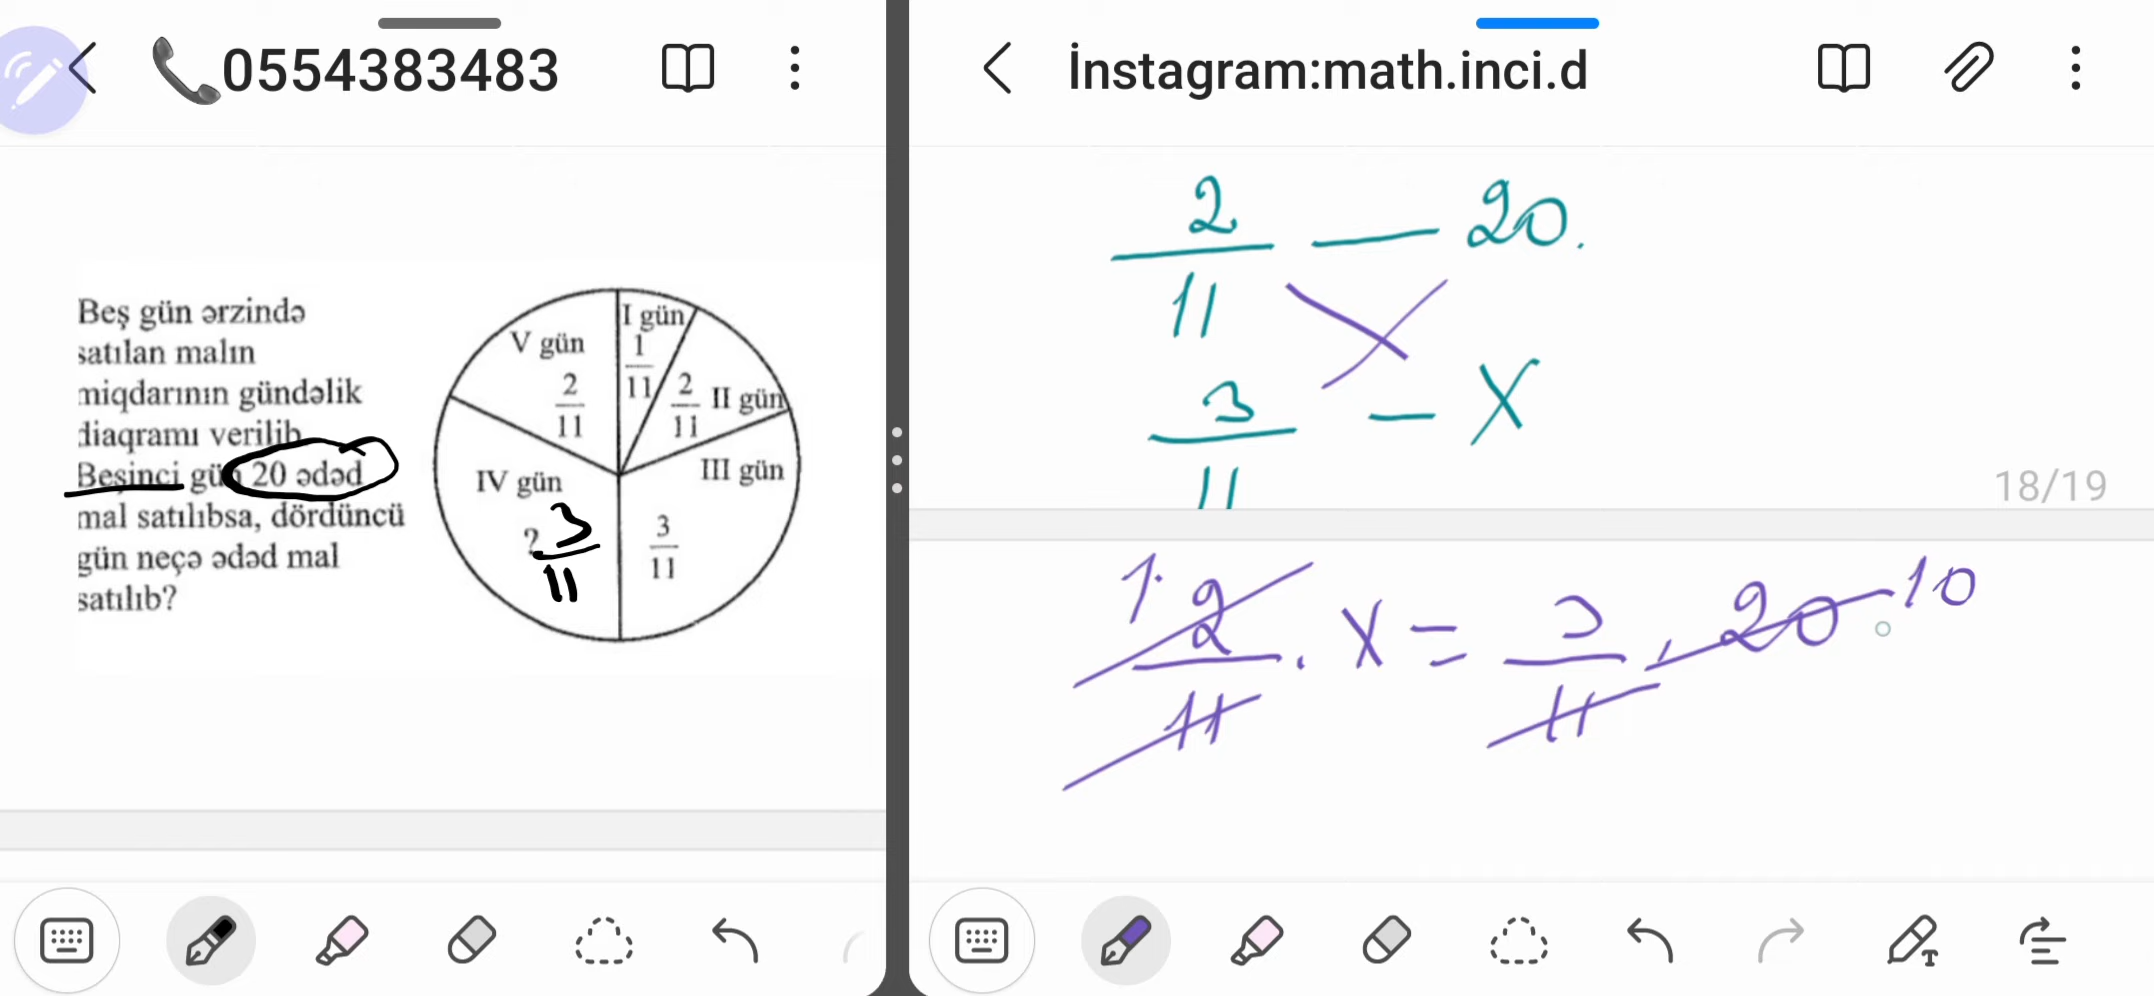 0554383483
İnstagram:math.inci.d
Beş gün ərzində
satılan malın
miqdarının gündəlik
diaqramı verilib
Beşinci gün 20 ədəd
mal satılıbsa, dördüncü
gün neçə ədəd mal
satılıb?
I gün
1/11
II gün
2/11
III gün
3/11
IV gün
? 3/11
V gün
2/11
2/11 — 20.
3/11 — X
18/19
1. 2/11 . X = 3/11 . 20 10